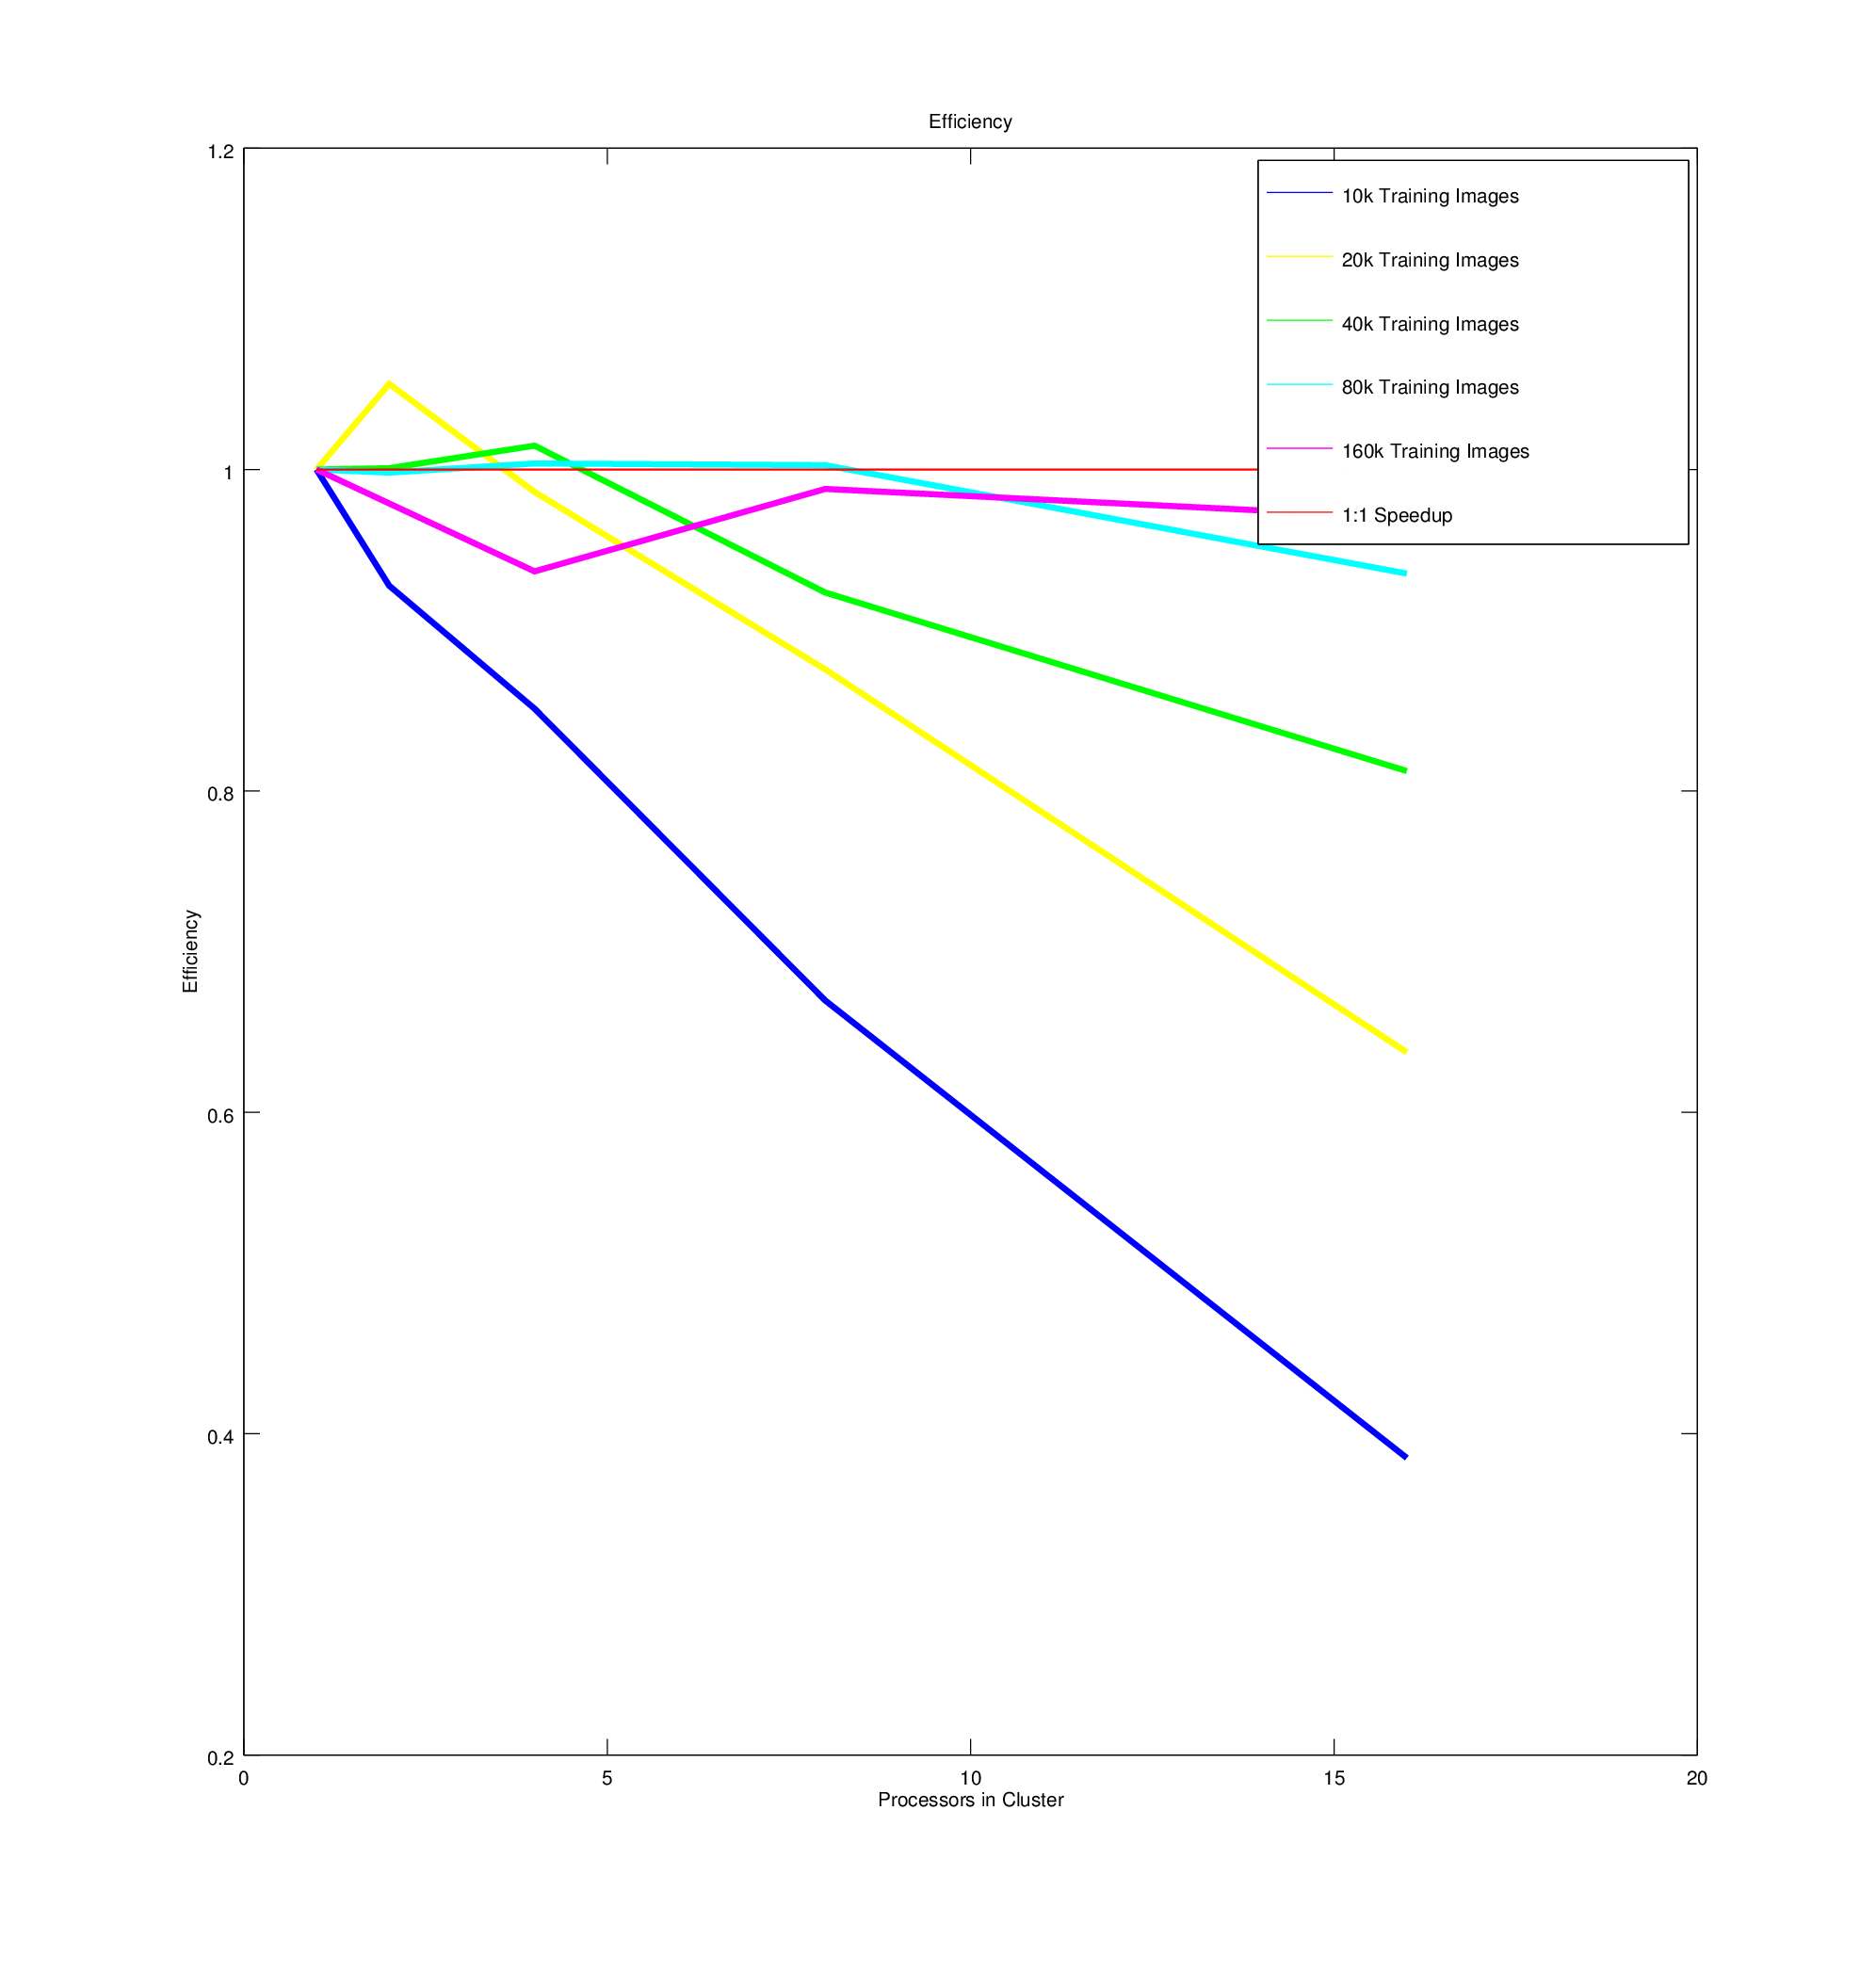 Efficiency
1.2
1
0.8
0.6
0.4
0.2
Efficiency
10k Training Images
20k Training Images
40k Training Images
80k Training Images
160k Training Images
1:1 Speedup
0
5
10
15
20
Processors in Cluster